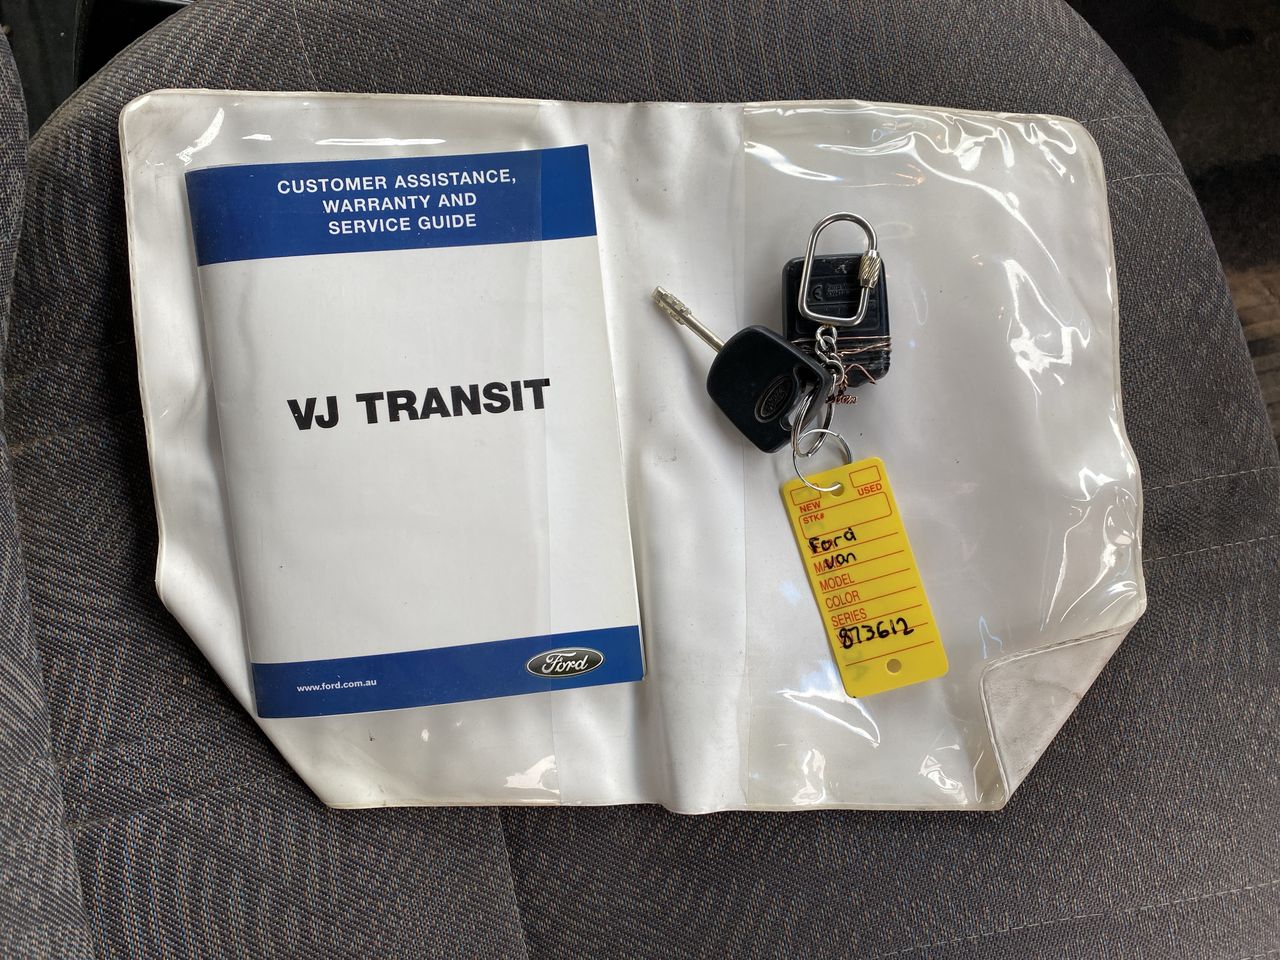 CUSTOMER ASSISTANCE,
WARRANTY AND
SERVICE GUIDE
VJ TRANSIT
www.ford.com.au
Ford
NEW
USED
STK#
Ford
Van
MODEL
COLOR
SERIES
873612